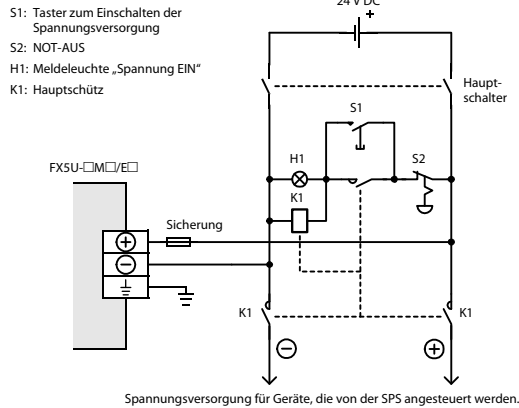 S1: Taster zum Einschalten der
Spannungsversorgung
S2: NOT-AUS
H1: Meldeleuchte „Spannung EIN“
K1: Hauptschütz
24 V DC
+
Haupt-
schalter
S1
H1
S2
K1
FX5U-□M□/E□
Sicherung
+
−
K1
K1
−
+
Spannungsversorgung für Geräte, die von der SPS angesteuert werden.